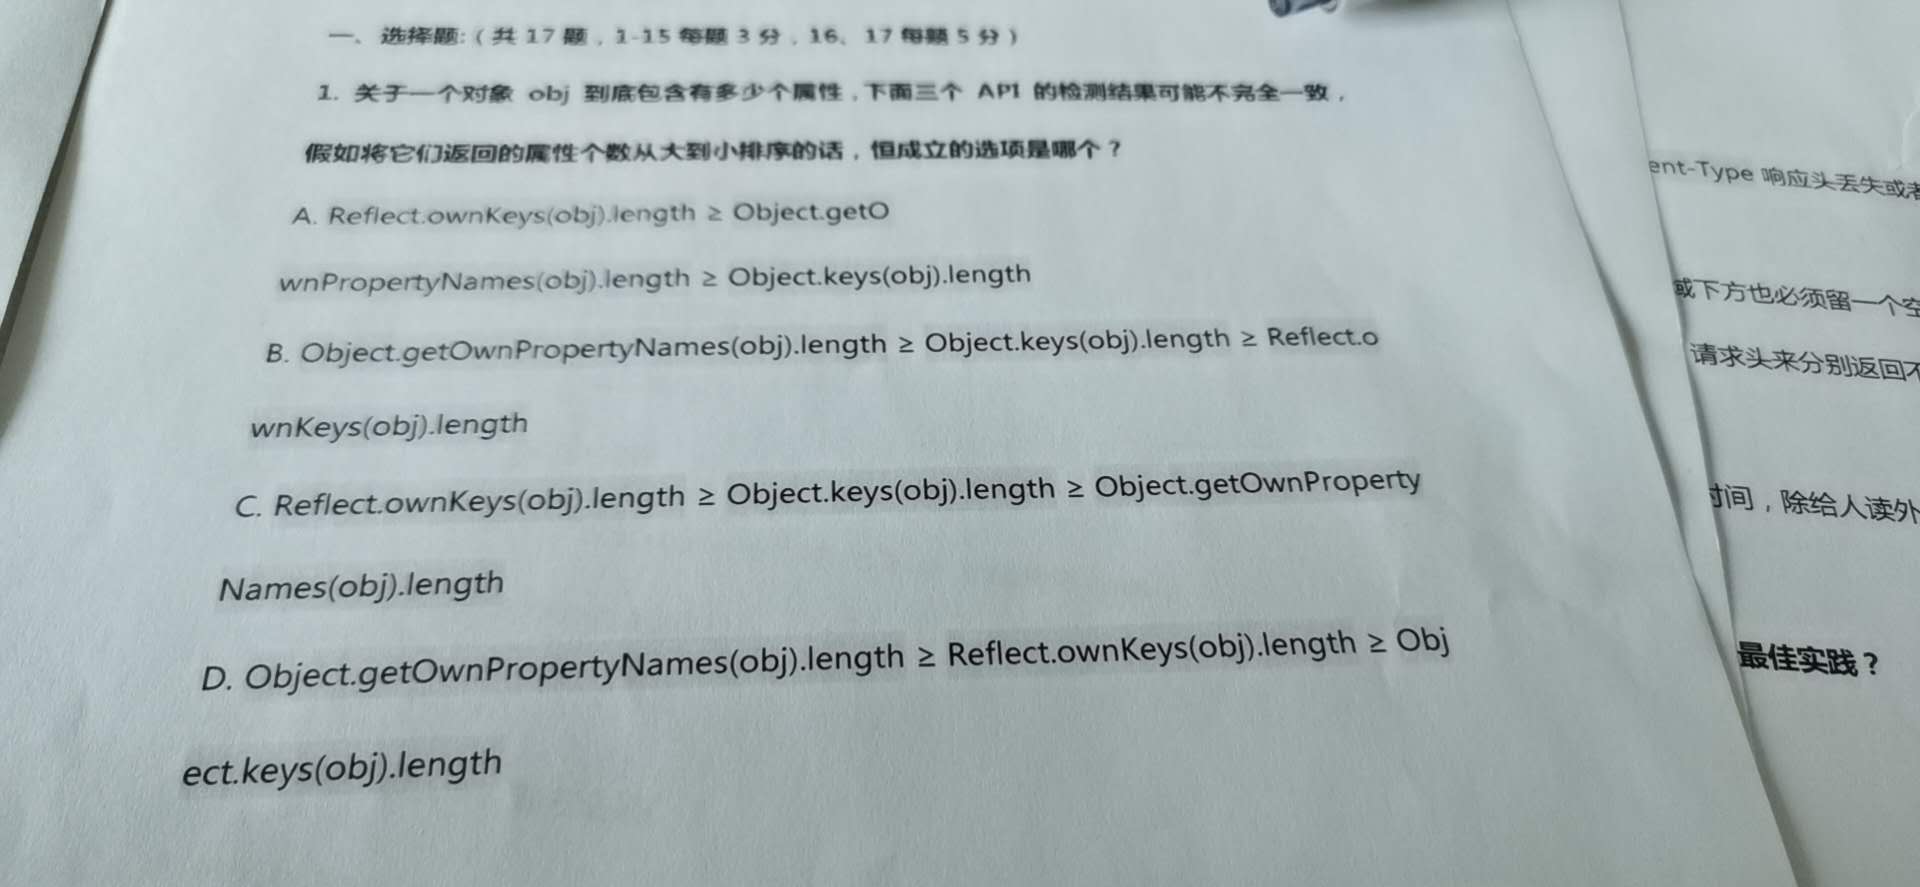 一、选择题:(共 17 题，1-15 每题 3 分，16、17 每题 5 分)
1. 关于一个对象 obj 到底包含有多少个属性，下面三个 API 的检测结果可能不完全一致，
假如将它们返回的属性个数从大到小排序的话，恒成立的选项是哪个？
A. Reflect.ownKeys(obj).length ≥ Object.getO
wnPropertyNames(obj).length ≥ Object.keys(obj).length
B. Object.getOwnPropertyNames(obj).length ≥ Object.keys(obj).length ≥ Reflect.o
wnKeys(obj).length
C. Reflect.ownKeys(obj).length ≥ Object.keys(obj).length ≥ Object.getOwnProperty
Names(obj).length
D. Object.getOwnPropertyNames(obj).length ≥ Reflect.ownKeys(obj).length ≥ Obj
ect.keys(obj).length
ent-Type 响应头丢失或者
或下方也必须留一个空
请求头来分别返回不
时间，除给人读外
最佳实践？